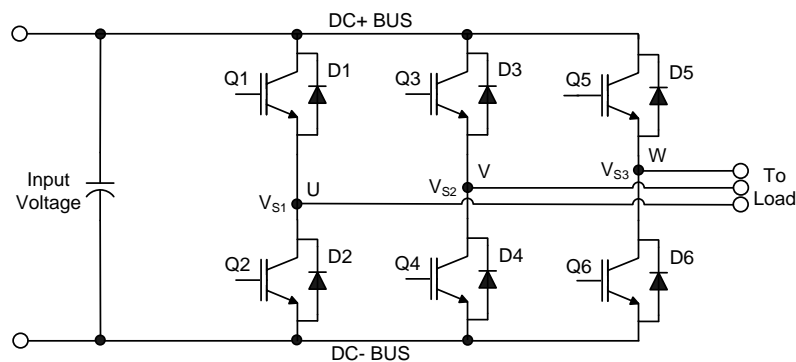 DC+ BUS
Q1
D1
Q3
D3
Q5
D5
Input
Voltage
VS1
U
VS2
V
VS3
W
To
Load
Q2
D2
Q4
D4
Q6
D6
DC- BUS